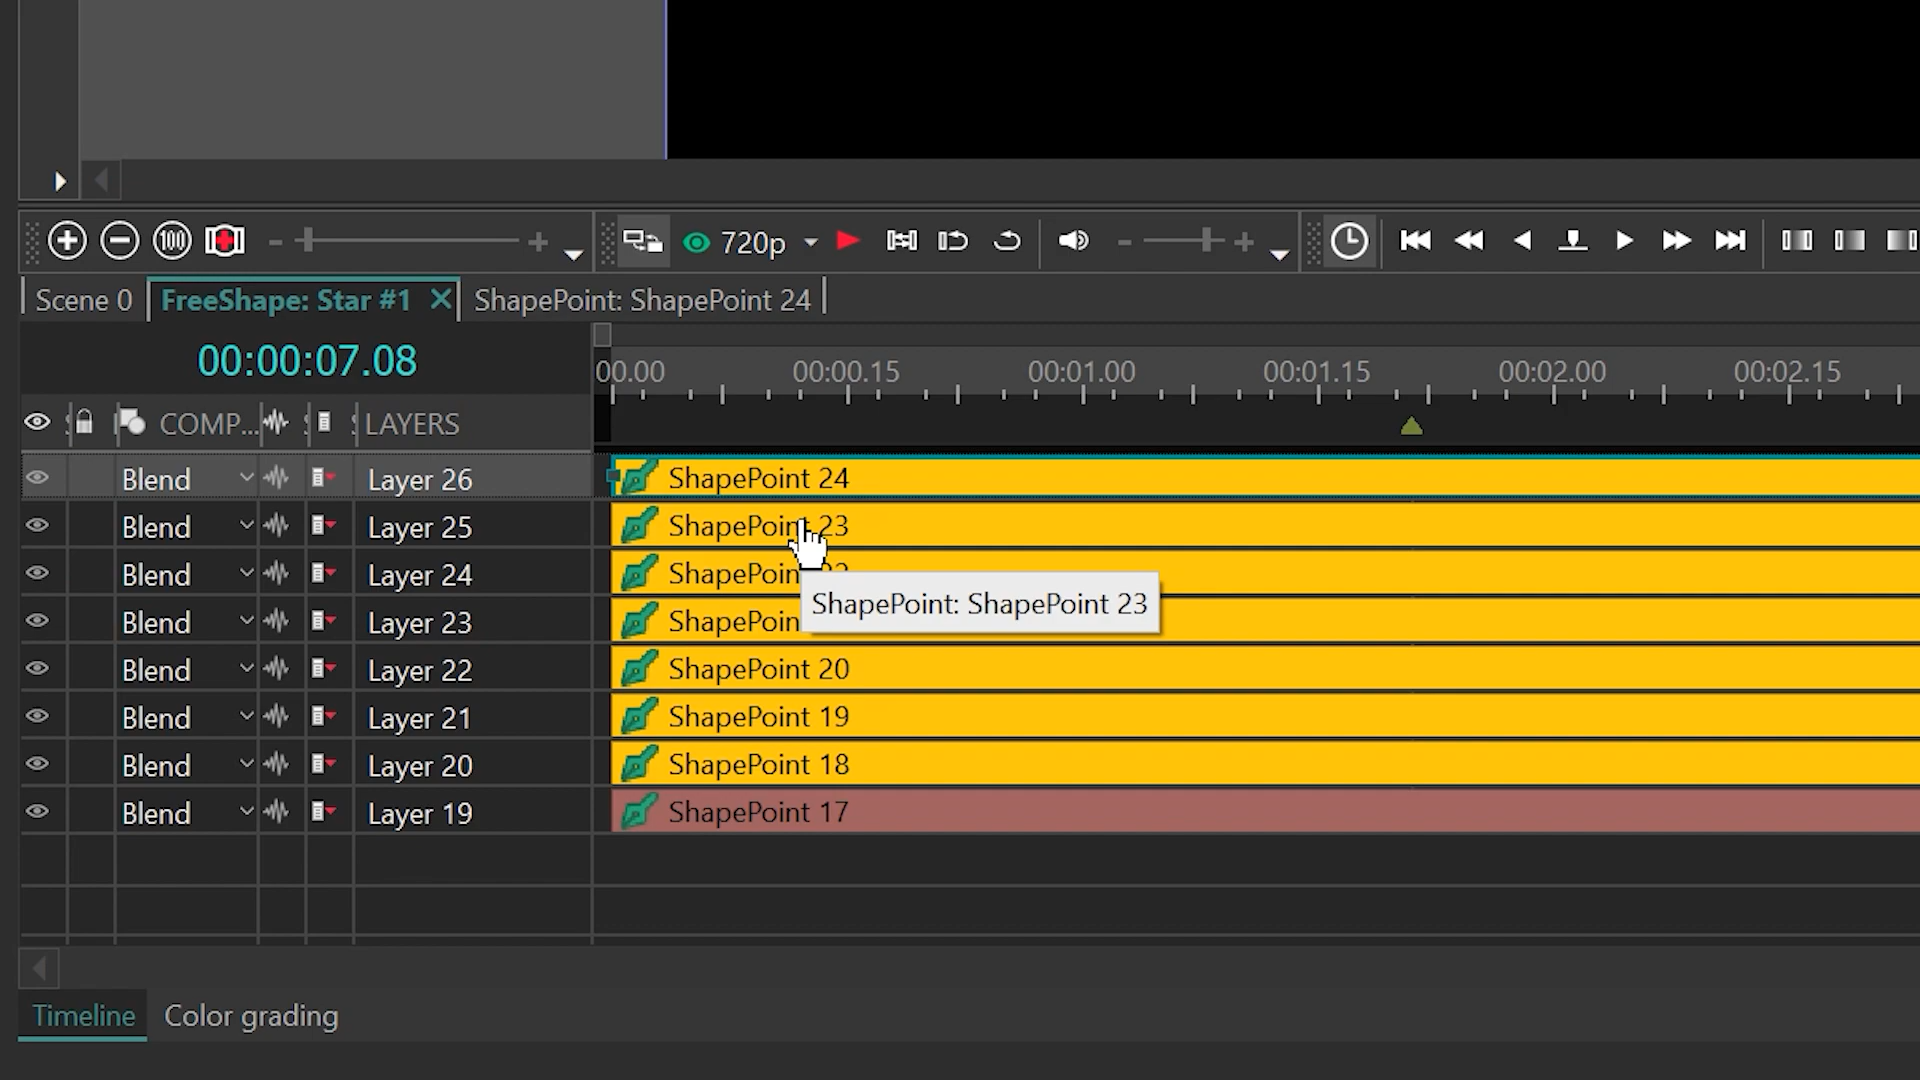 100
720p
Scene 0
FreeShape: Star #1
ShapePoint: ShapePoint 24
00:00:07.08
00.00
00:00.15
00:01.00
00:01.15
00:02.00
00:02.15
COMP...
LAYERS
Blend Layer 26 ShapePoint 24
Blend Layer 25 ShapePoint 23
Blend Layer 24
Blend Layer 23
ShapePoint: ShapePoint 23
Blend Layer 22 ShapePoint 20
Blend Layer 21 ShapePoint 19
Blend Layer 20 ShapePoint 18
Blend Layer 19 ShapePoint 17
Timeline Color grading